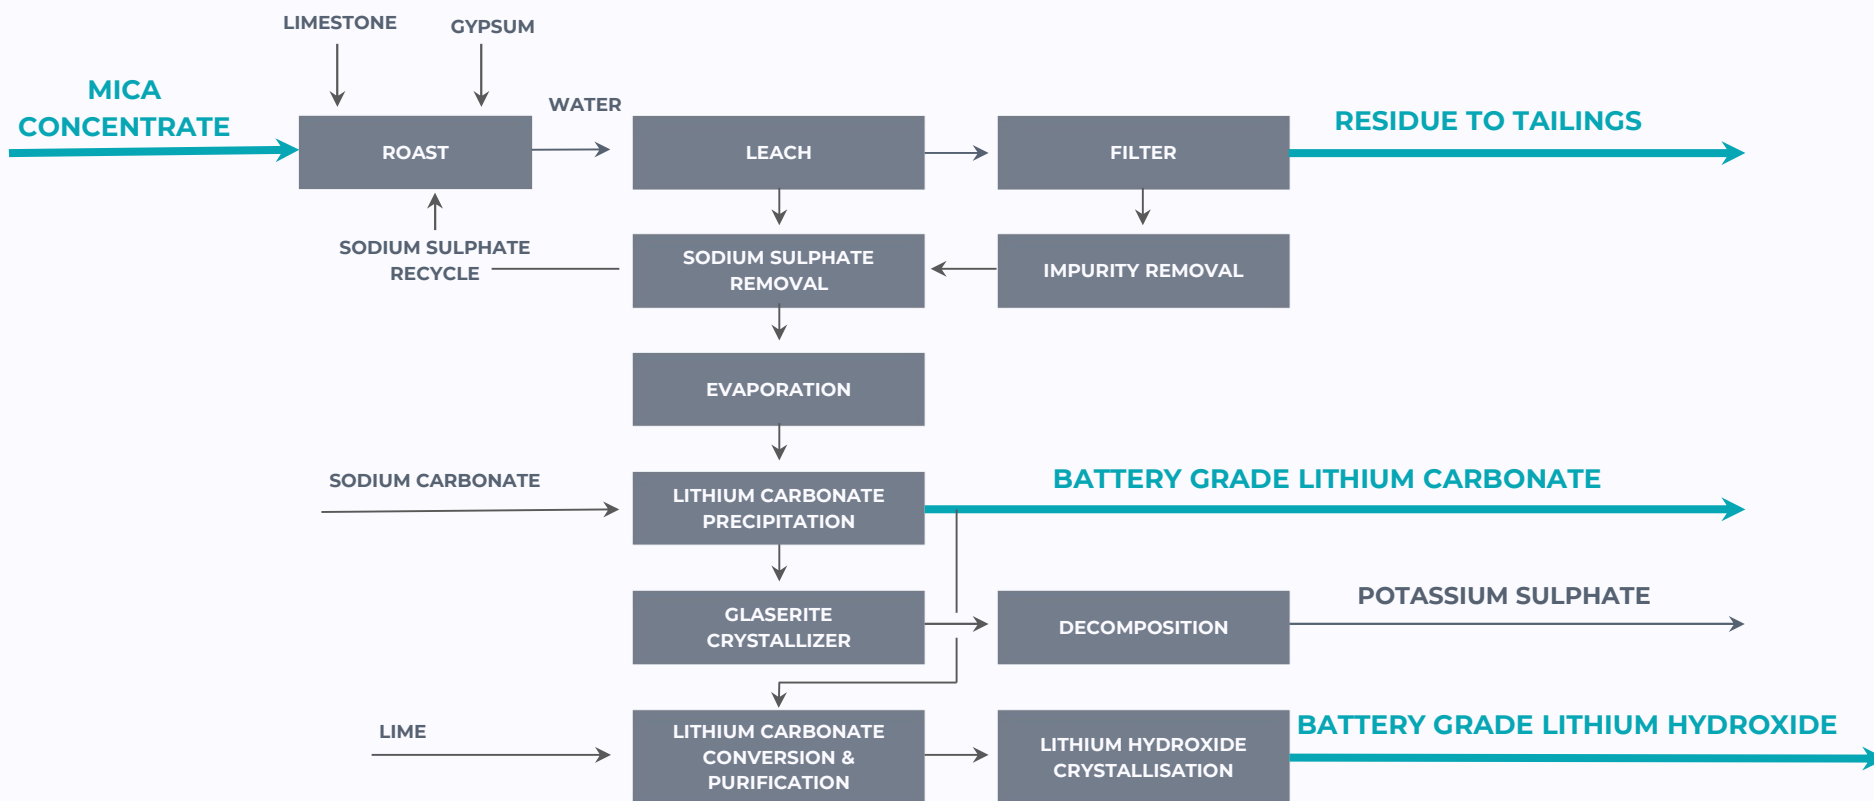 LIMESTONE
GYPSUM
MICA
CONCENTRATE
WATER
ROAST
LEACH
FILTER
RESIDUE TO TAILINGS
SODIUM SULPHATE
RECYCLE
SODIUM SULPHATE
REMOVAL
IMPURITY REMOVAL
EVAPORATION
SODIUM CARBONATE
LITHIUM CARBONATE
PRECIPITATION
BATTERY GRADE LITHIUM CARBONATE
GLASERITE
CRYSTALLIZER
DECOMPOSITION
POTASSIUM SULPHATE
LIME
LITHIUM CARBONATE
CONVERSION &
PURIFICATION
LITHIUM HYDROXIDE
CRYSTALLISATION
BATTERY GRADE LITHIUM HYDROXIDE